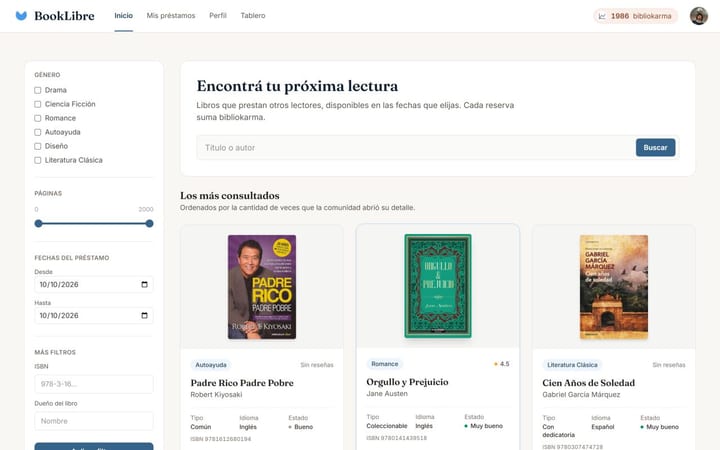 BookLibre
Inicio
Mis préstamos
Perfil
Tablero
1986 bibliokarma
GÉNERO
Drama
Ciencia Ficción
Romance
Autoayuda
Diseño
Literatura Clásica
PÁGINAS
0 2000
FECHAS DEL PRÉSTAMO
Desde
10/10/2026
Hasta
10/10/2026
MÁS FILTROS
ISBN
978-3-16...
Dueño del libro
Nombre
Encontrá tu próxima lectura
Libros que prestan otros lectores, disponibles en las fechas que elijas. Cada reserva
suma bibliokarma.
Título o autor
Buscar
Los más consultados
Ordenados por la cantidad de veces que la comunidad abrió su detalle.
PADRE
RICO
PADRE POBRE
ROBERT T. KIYOSAKI
Autoayuda
Sin reseñas
Padre Rico Padre Pobre
Robert Kiyosaki
Tipo Idioma Estado
Común Inglés Bueno
ISBN 9781612680194
ORGULLO
&
PREJUICIO
Jane Austen
Romance
4.5
Orgullo y Prejuicio
Jane Austen
Tipo Idioma Estado
Coleccionable Inglés Muy bueno
ISBN 9780141439518
GABRIEL
GARCÍA
MÁRQUEZ
Cien años
de soledad
Literatura Clásica
Sin reseñas
Cien Años de Soledad
Gabriel García Márquez
Tipo Idioma Estado
Con dedicatoria Español Muy bueno
ISBN 9780307474728